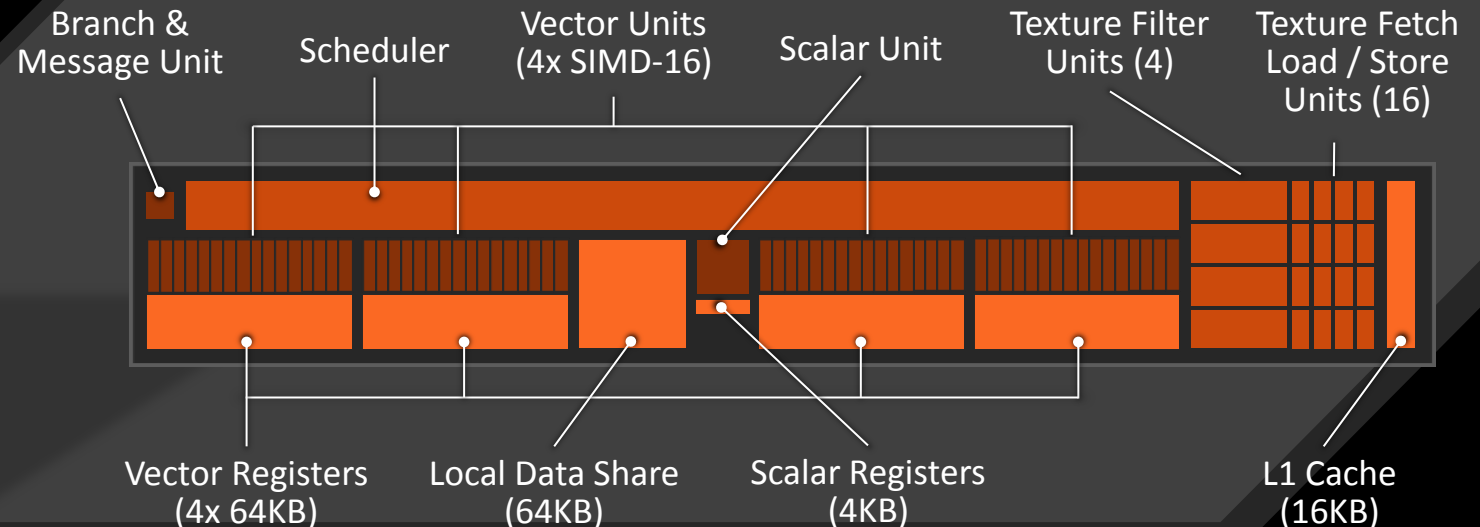 Branch &
Message Unit
Scheduler
Vector Units
(4x SIMD-16)
Scalar Unit
Texture Filter
Units (4)
Texture Fetch
Load / Store
Units (16)
Vector Registers
(4x 64KB)
Local Data Share
(64KB)
Scalar Registers
(4KB)
L1 Cache
(16KB)